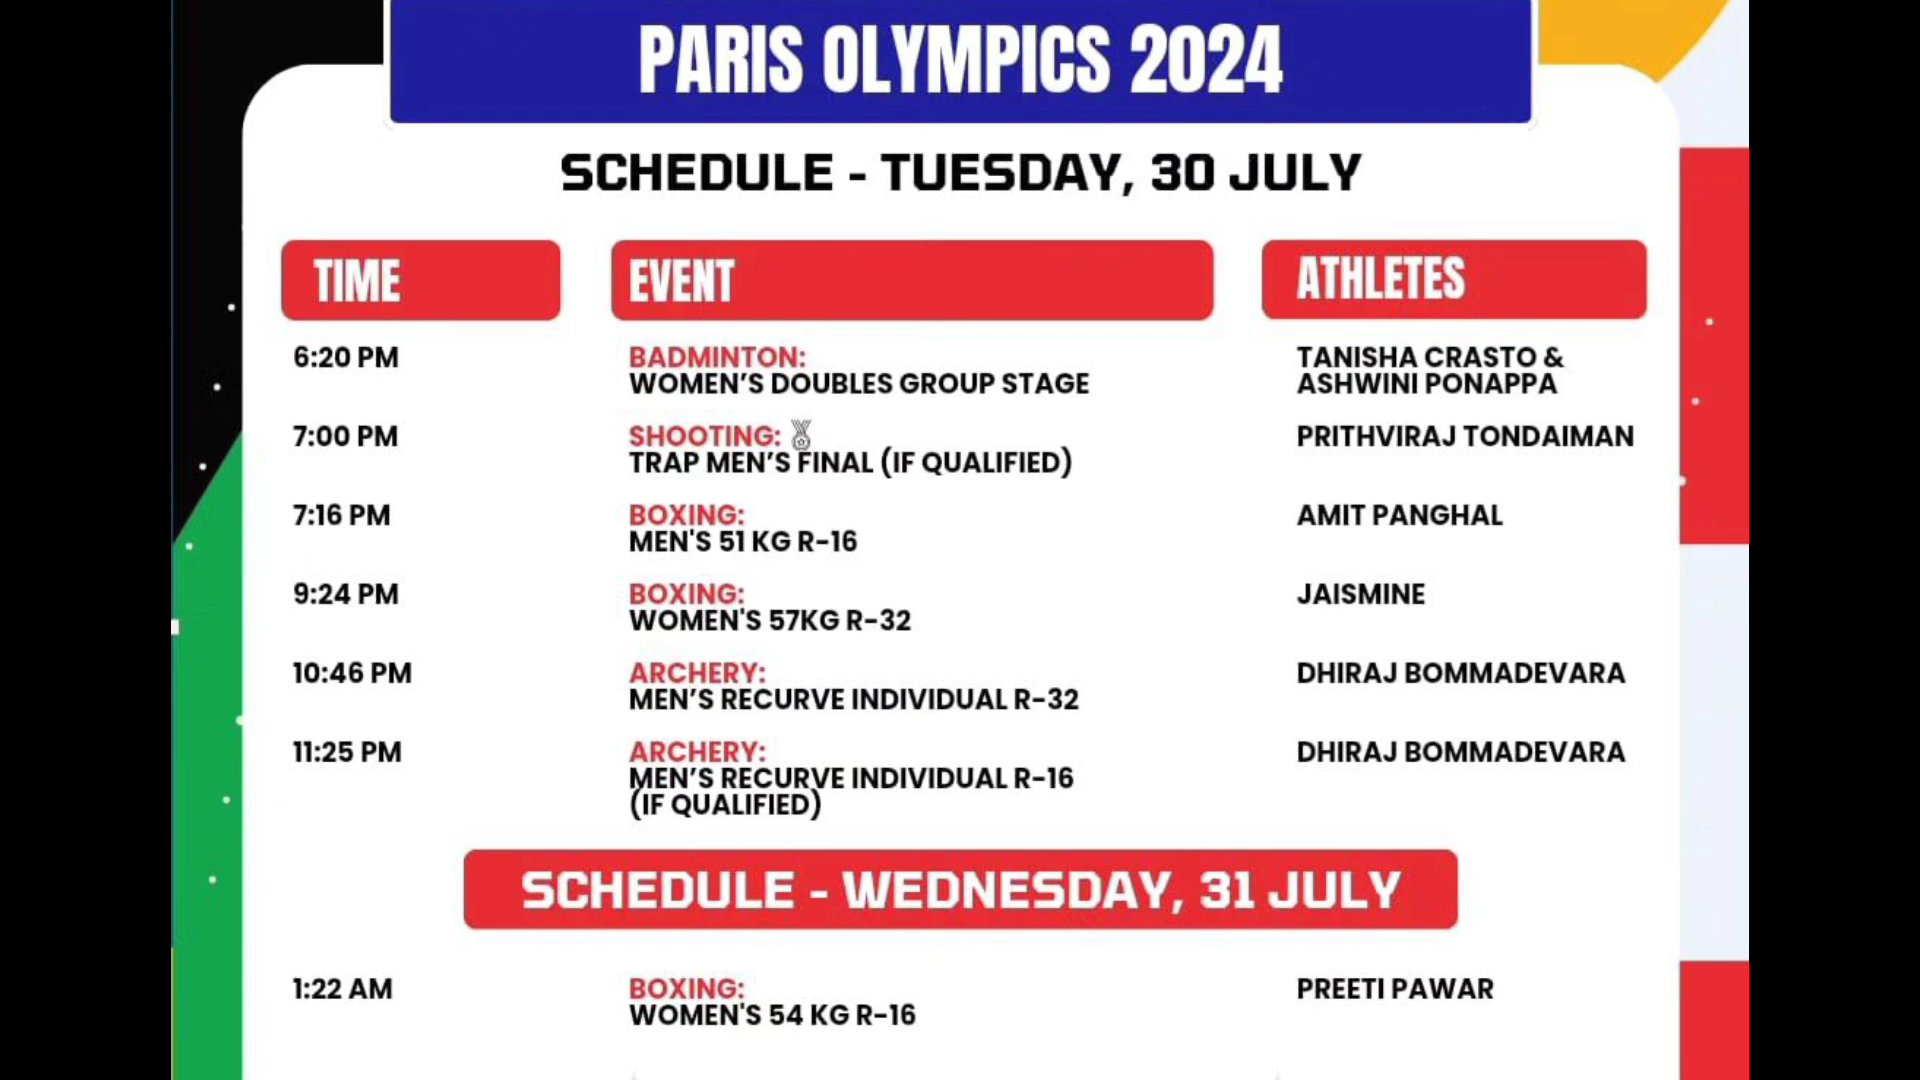 PARIS OLYMPICS 2024
SCHEDULE - TUESDAY, 30 JULY
TIME EVENT ATHLETES
6:20 PM BADMINTON: TANISHA CRASTO &
WOMEN’S DOUBLES GROUP STAGE ASHWINI PONAPPA
7:00 PM SHOOTING: PRITHVIRAJ TONDAIMAN
TRAP MEN’S FINAL (IF QUALIFIED)
7:16 PM BOXING: AMIT PANGHAL
MEN'S 51 KG R-16
9:24 PM BOXING: JAISMINE
WOMEN'S 57KG R-32
10:46 PM ARCHERY: DHIRAJ BOMMADEVARA
MEN’S RECURVE INDIVIDUAL R-32
11:25 PM ARCHERY: DHIRAJ BOMMADEVARA
MEN’S RECURVE INDIVIDUAL R-16
(IF QUALIFIED)
SCHEDULE - WEDNESDAY, 31 JULY
1:22 AM BOXING: PREETI PAWAR
WOMEN'S 54 KG R-16